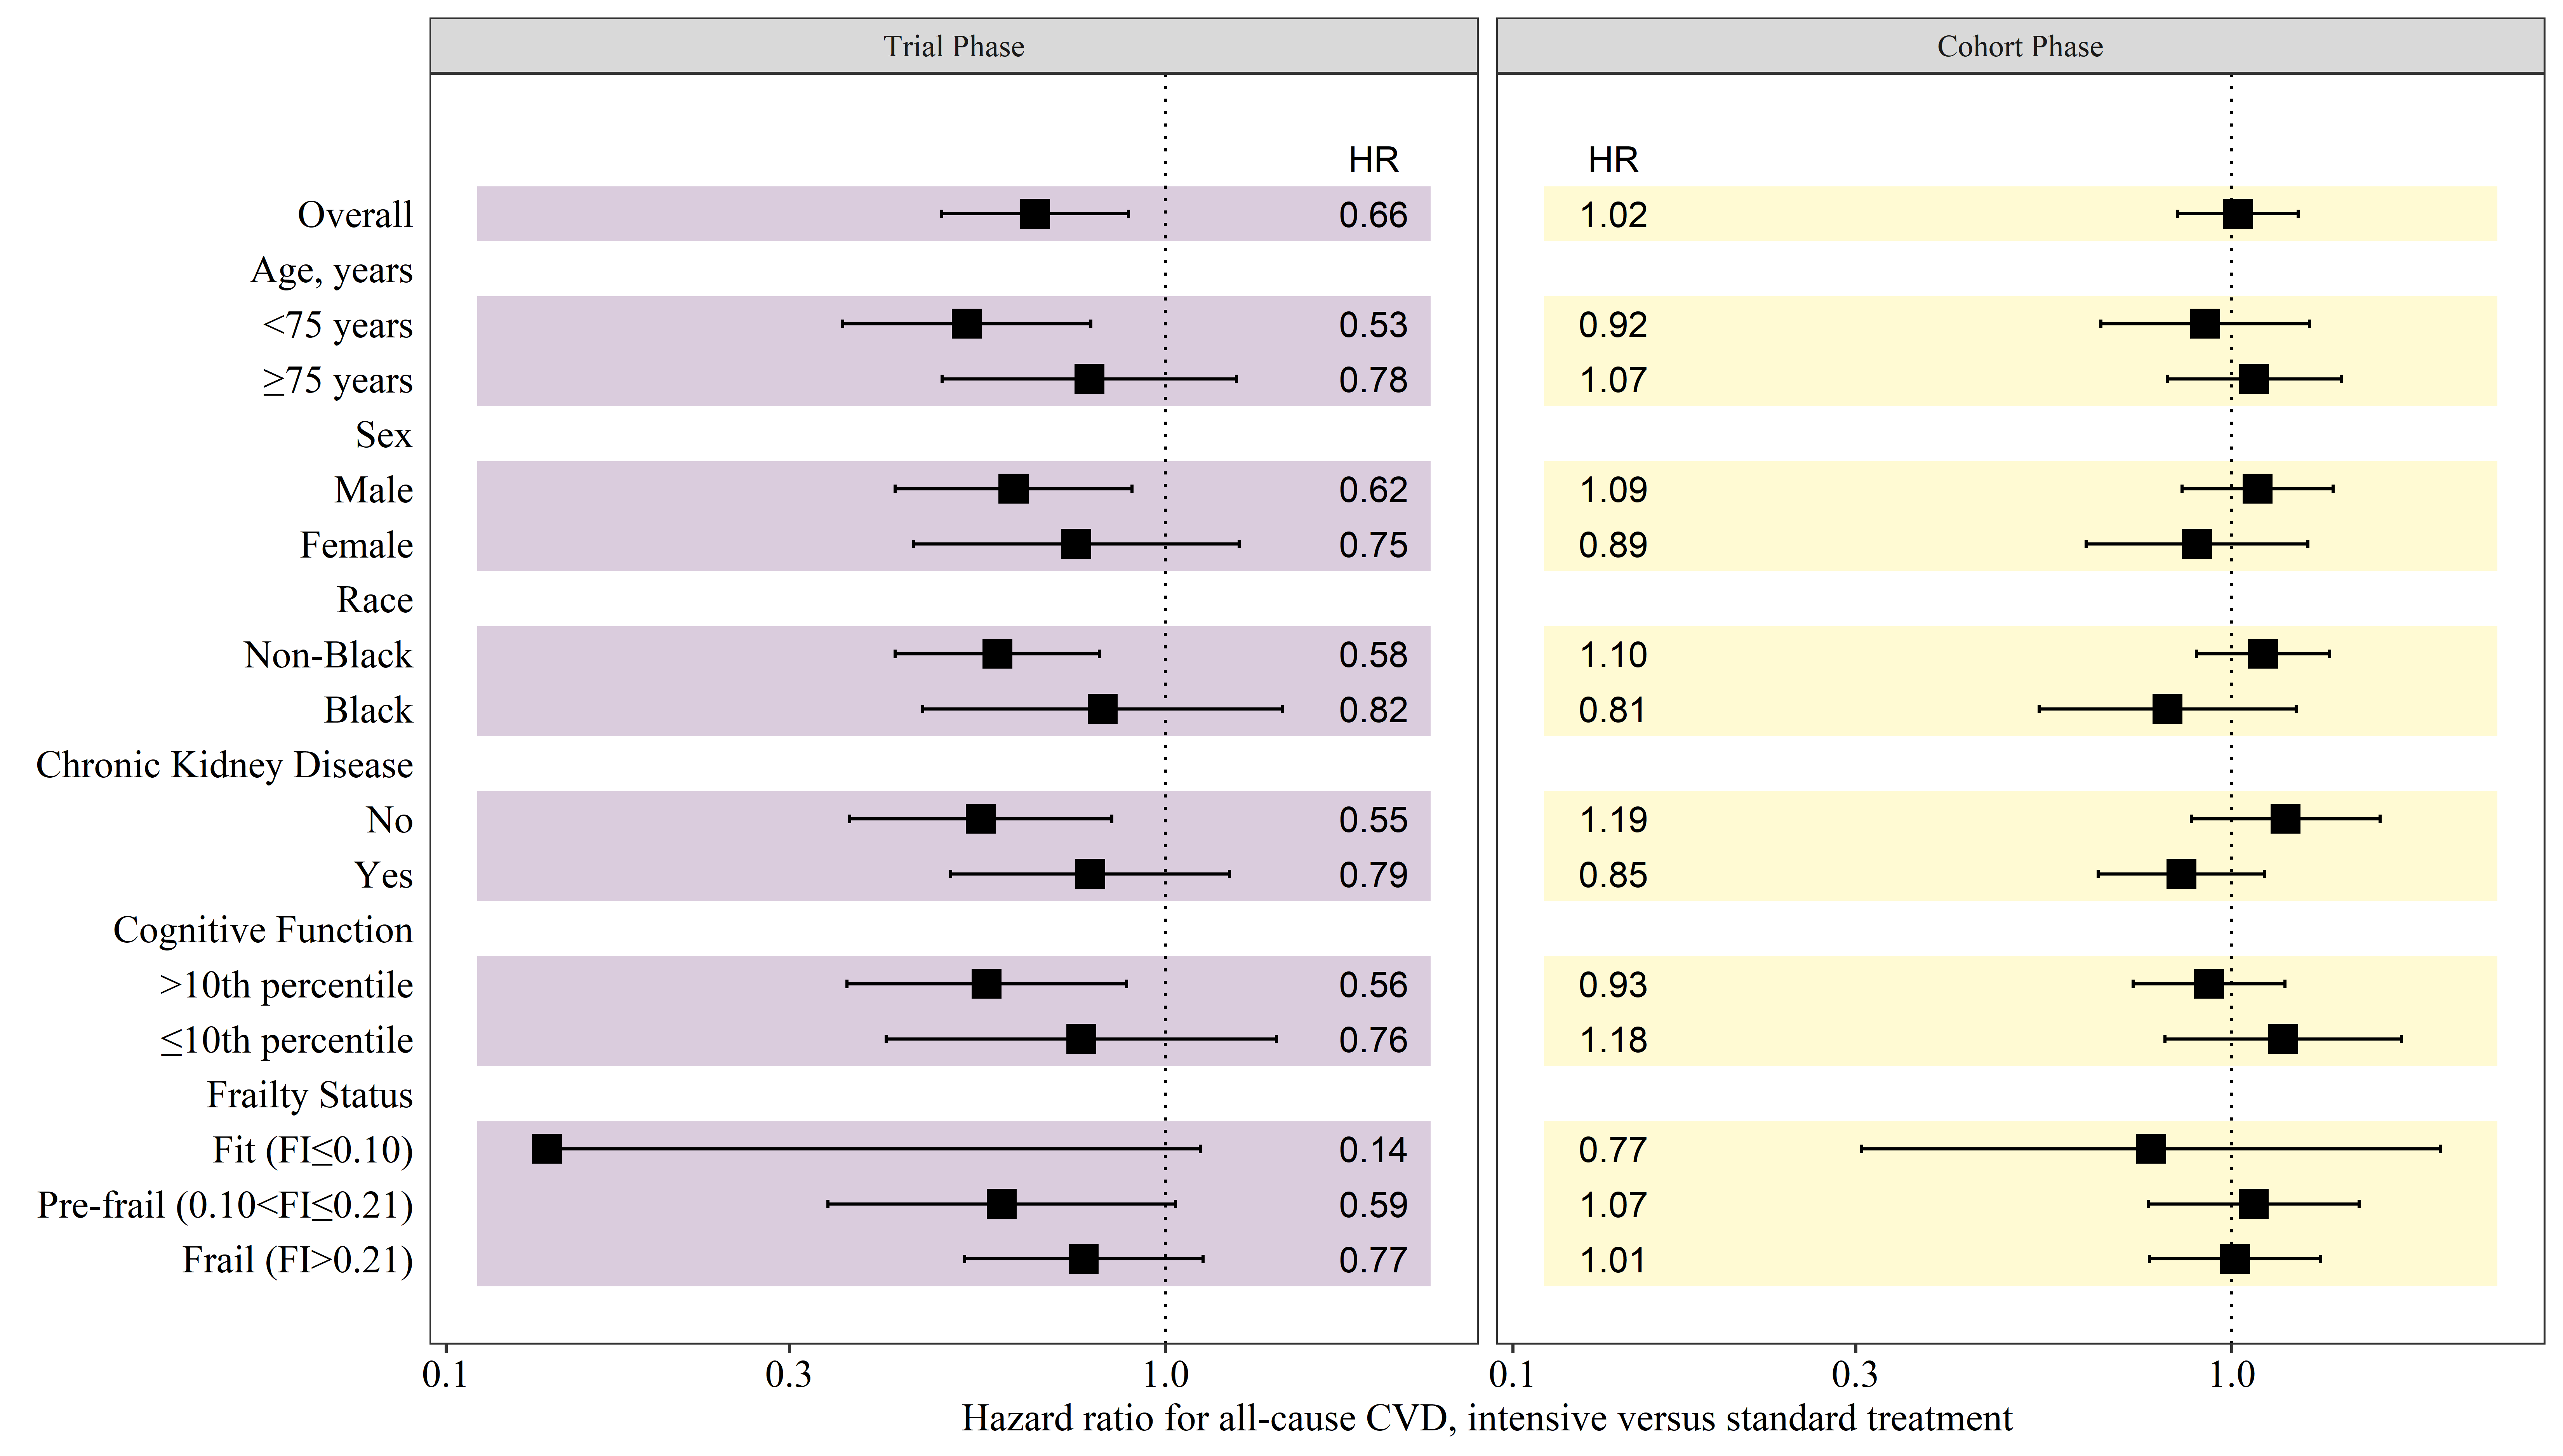 Trial Phase Cohort Phase
HR HR
Overall 0.66 1.02
Age, years
<75 years 0.53 0.92
≥75 years 0.78 1.07
Sex
Male 0.62 1.09
Female 0.75 0.89
Race
Non-Black 0.58 1.10
Black 0.82 0.81
Chronic Kidney Disease
No 0.55 1.19
Yes 0.79 0.85
Cognitive Function
>10th percentile 0.56 0.93
≤10th percentile 0.76 1.18
Frailty Status
Fit (FI≤0.10) 0.14 0.77
Pre-frail (0.10<FI≤0.21) 0.59 1.07
Frail (FI>0.21) 0.77 1.01
0.1 0.3 1.0 0.1 0.3 1.0
Hazard ratio for all-cause CVD, intensive versus standard treatment